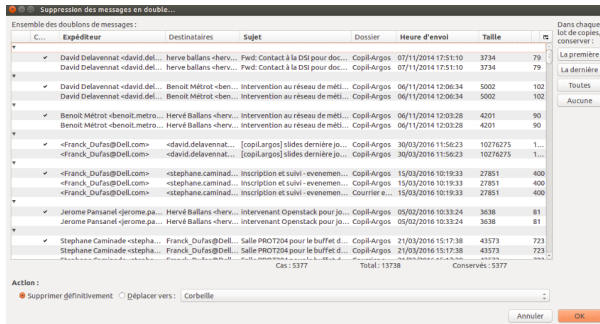 Suppression des messages en double...
Ensemble des doublons de messages :
Dans chaque
lot de copies,
conserver :
C... Expéditeur Destinataires Sujet Dossier Heure d'envoi Taille
David Delavennat <david.del... herve ballans <herv... Fwd: Contact à la DSI pour doc... Copil-Argos 07/11/2014 17:51:10 3734 79
David Delavennat <david.del... herve ballans <herv... Fwd: Contact à la DSI pour doc... Copil-Argos 07/11/2014 17:51:10 3734 79
David Delavennat <david.del... Benoit Métrot <ben... Intervention au réseau de méti... Copil-Argos 06/11/2014 12:06:34 5002 102
David Delavennat <david.del... Benoit Métrot <ben... Intervention au réseau de méti... Copil-Argos 06/11/2014 12:06:34 5002 102
Benoit Métrot <benoit.metro... Hervé Ballans <herv... Intervention au réseau de méti... Copil-Argos 06/11/2014 12:03:28 4201 90
Benoit Métrot <benoit.metro... Hervé Ballans <herv... Intervention au réseau de méti... Copil-Argos 06/11/2014 12:03:28 4201 90
<Franck_Dufas@Dell.com> <david.delavennat... [copil.argos] slides dernière jo... Copil-Argos 30/03/2016 11:56:23 10276275 1...
<Franck_Dufas@Dell.com> <david.delavennat... [copil.argos] slides dernière jo... Copil-Argos 30/03/2016 11:56:23 10276275 1...
<Franck_Dufas@Dell.com> <stephane.caminad... Inscription et suivi - evenemen... Copil-Argos 15/03/2016 10:19:33 27851 400
<Franck_Dufas@Dell.com> <stephane.caminad... Inscription et suivi - evenemen... Copil-Argos 15/03/2016 10:19:33 27851 400
<Franck_Dufas@Dell.com> <stephane.caminad... Inscription et suivi - evenemen... Courrier e... 15/03/2016 10:19:33 27851 400
Jerome Pansanel <jerome.pa... Hervé Ballans <herv... intervenant Openstack pour jo... Copil-Argos 05/02/2016 10:33:24 3638 81
Jerome Pansanel <jerome.pa... Hervé Ballans <herv... intervenant Openstack pour jo... Copil-Argos 05/02/2016 10:33:24 3638 81
Stephane Caminade <stepha... Franck_Dufas@Dell... Salle PROT204 pour le buffet d... Copil-Argos 21/03/2016 15:17:38 43573 723
Stephane Caminade <stepha... Franck_Dufas@Dell... Salle PROT204 pour le buffet d... Copil-Argos 21/03/2016 15:17:38 43573 723
La première
La dernière
Toutes
Aucune
Cas : 5377 Total : 13738 Conservés : 5377
Action :
Supprimer définitivement Déplacer vers : Corbeille
Annuler OK